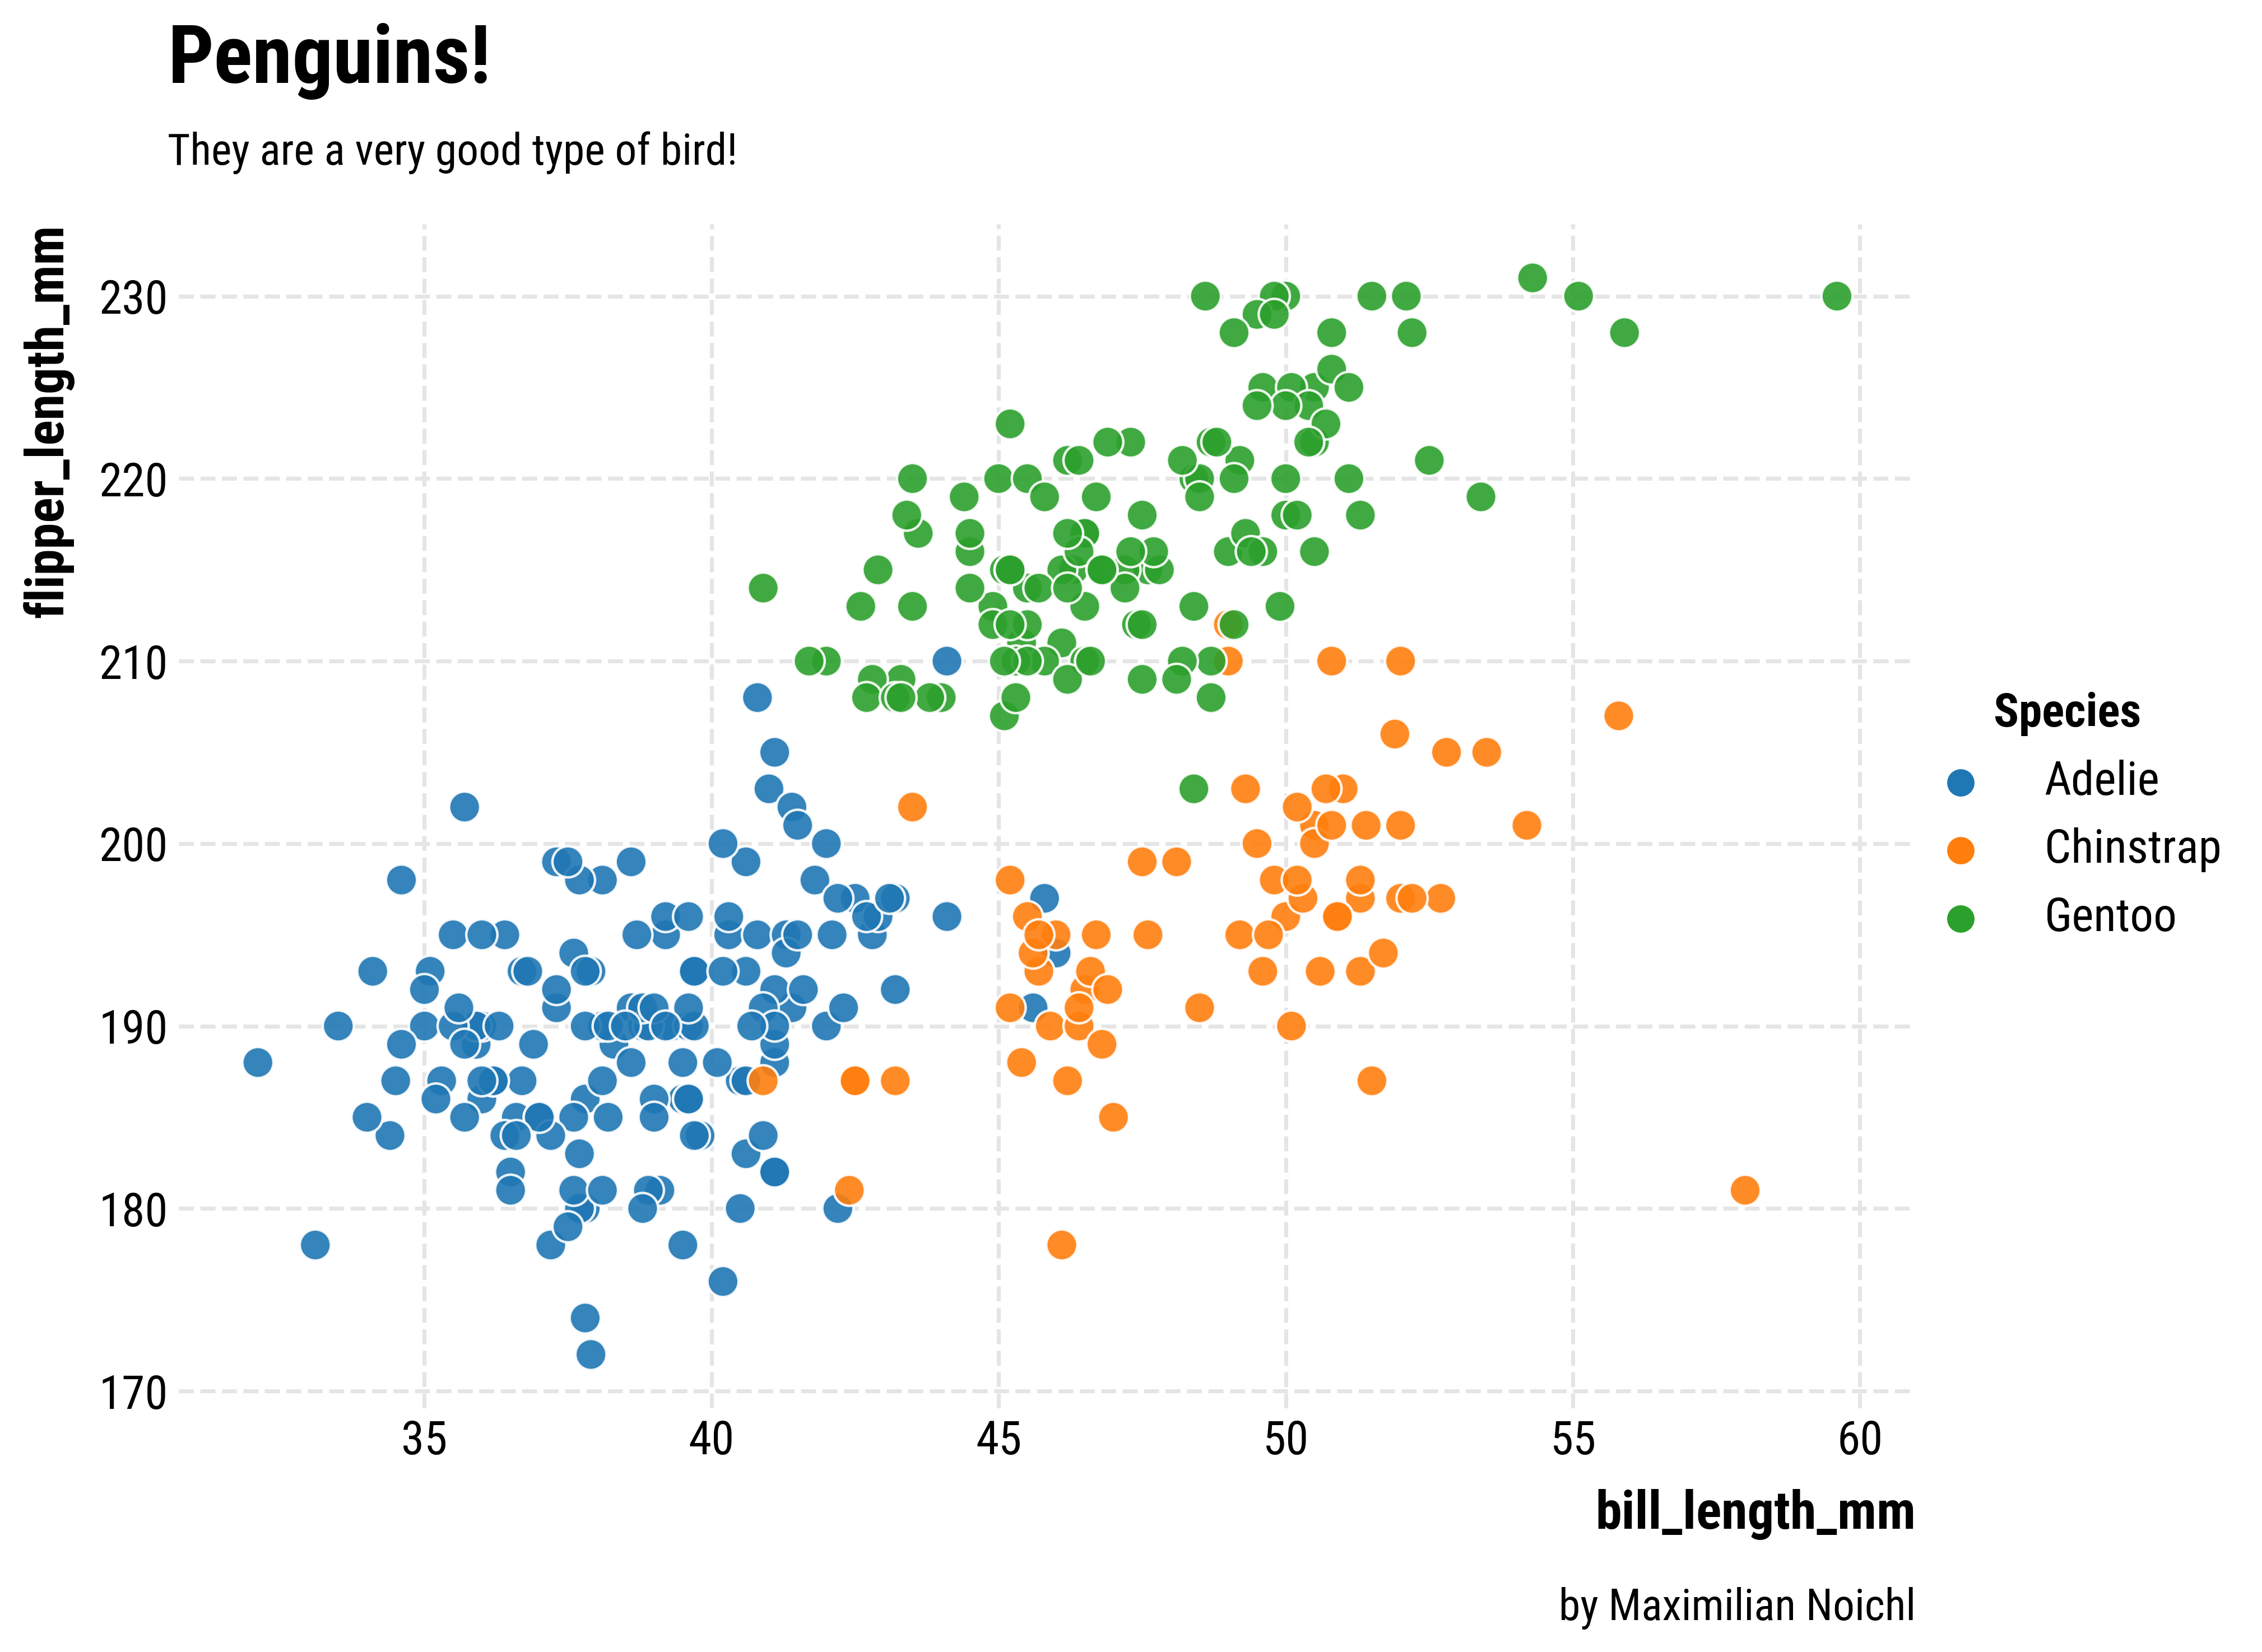 Penguins!
They are a very good type of bird!
flipper_length_mm
230
220
210
200
190
180
170
35 40 45 50 55 60
bill_length_mm
Species
Adelie
Chinstrap
Gentoo
by Maximilian Noichl